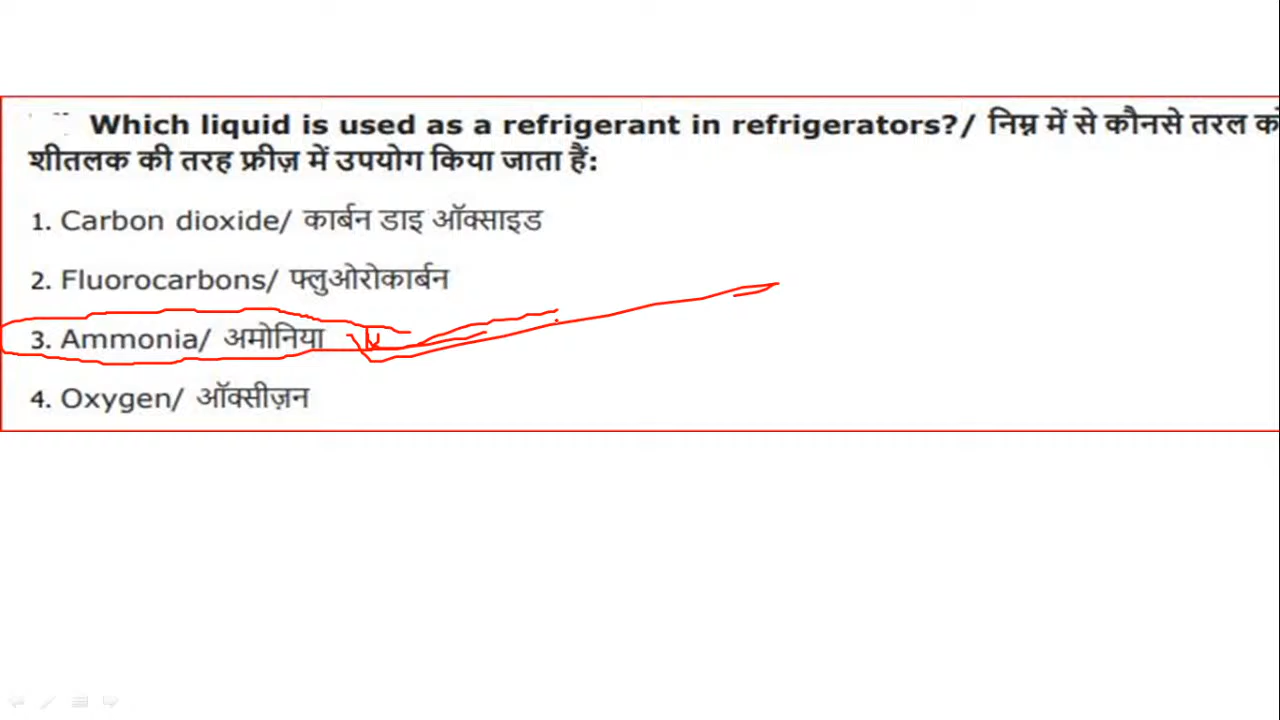 Which liquid is used as a refrigerant in refrigerators?/ निम्न में से कौनसे तरल को
शीतलक की तरह फ्रीज़ में उपयोग किया जाता हैं:
1. Carbon dioxide/ कार्बन डाइ ऑक्साइड
2. Fluorocarbons/ फ्लुओरोकार्बन
3. Ammonia/ अमोनिया
4. Oxygen/ ऑक्सीज़न